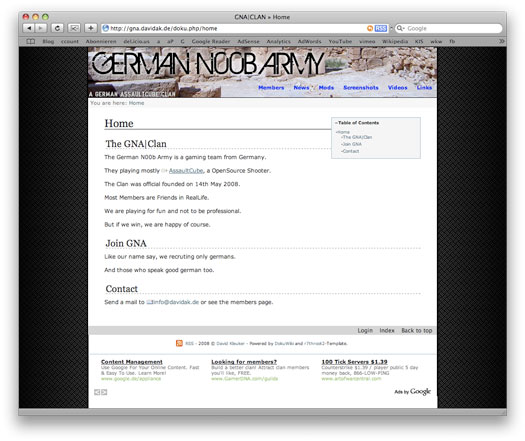 GNA|CLAN » Home
http://gna.davidak.de/doku.php/home
RSS
Google
Blog ccount Abonnieren del.icio.us a G Google Reader AdSense Analytics AdWords YouTube vimeo Wikipedia KIS wkw fb
GERMAN N00B ARMY
A GERMAN ASSAULTCUBE CLAN
Members News Mods Screenshots Videos Links
You are here: Home
Home
Table of Contents
Home
The GNA|Clan
Join GNA
Contact
The GNA|Clan
The German N00b Army is a gaming team from Germany.
They playing mostly AssaultCube, a OpenSource Shooter.
The Clan was official founded on 14th May 2008.
Most Members are Friends in RealLife.
We are playing for fun and not to be professional.
But if we win, we are happy of course.
Join GNA
Like our name say, we recruting only germans.
And those who speak good german too.
Contact
Send a mail to info@davidak.de or see the members page.
Login Index Back to top
RSS - 2008 © David Kleuker - Powered by DokuWiki and -Template.
Content Management
Use Google For Your Online Content. Fast & Easy To Use. Learn More!
www.google.de/appliance
Looking for members?
Build a better clan! Attract clan members you'll like, FREE.
www.GamerDNA.com/guilds
100 Tick Servers $1.39
Counterstrike $1.39 / player public 5 day money back, 866-LOW-PING
www.artofwarcentral.com
Ads by Google